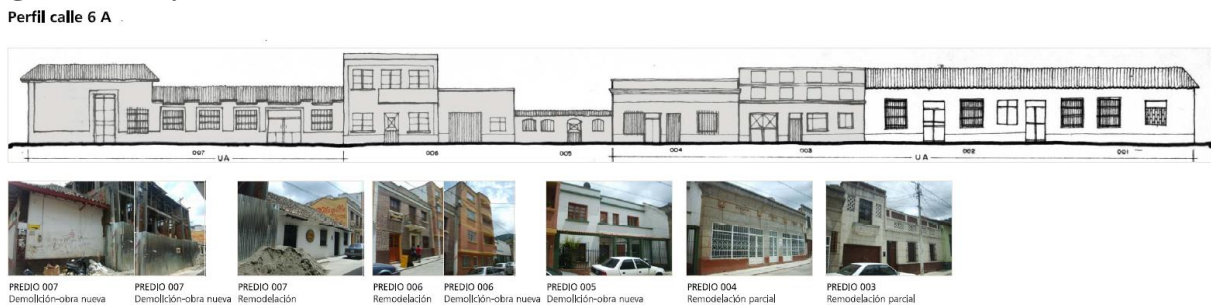 Perfil calle 6 A
007 006 005 004 003 002 001
UA UA
PREDIO 007
Demolición-obra nueva
PREDIO 007
Demolición-obra nueva
PREDIO 007
Remodelación
PREDIO 006
Remodelación
PREDIO 006
Demolición-obra nueva
PREDIO 005
Demolición-obra nueva
PREDIO 004
Remodelación parcial
PREDIO 003
Remodelación parcial